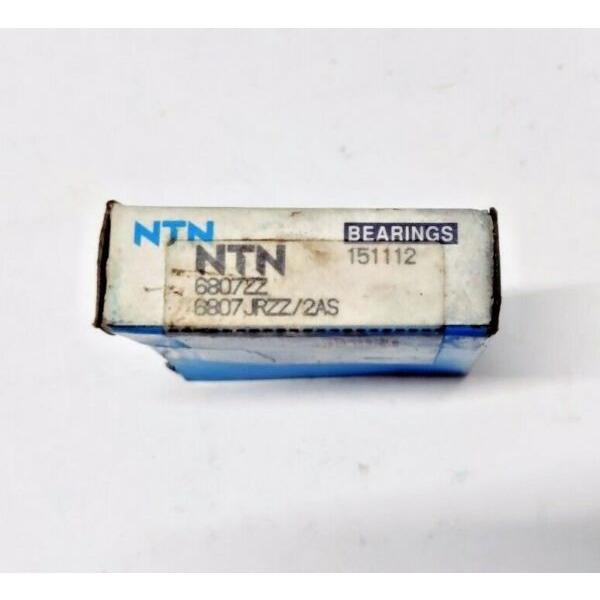 NTN BEARINGS
NTN 151112
6807ZZ
6807JRZZ/2AS